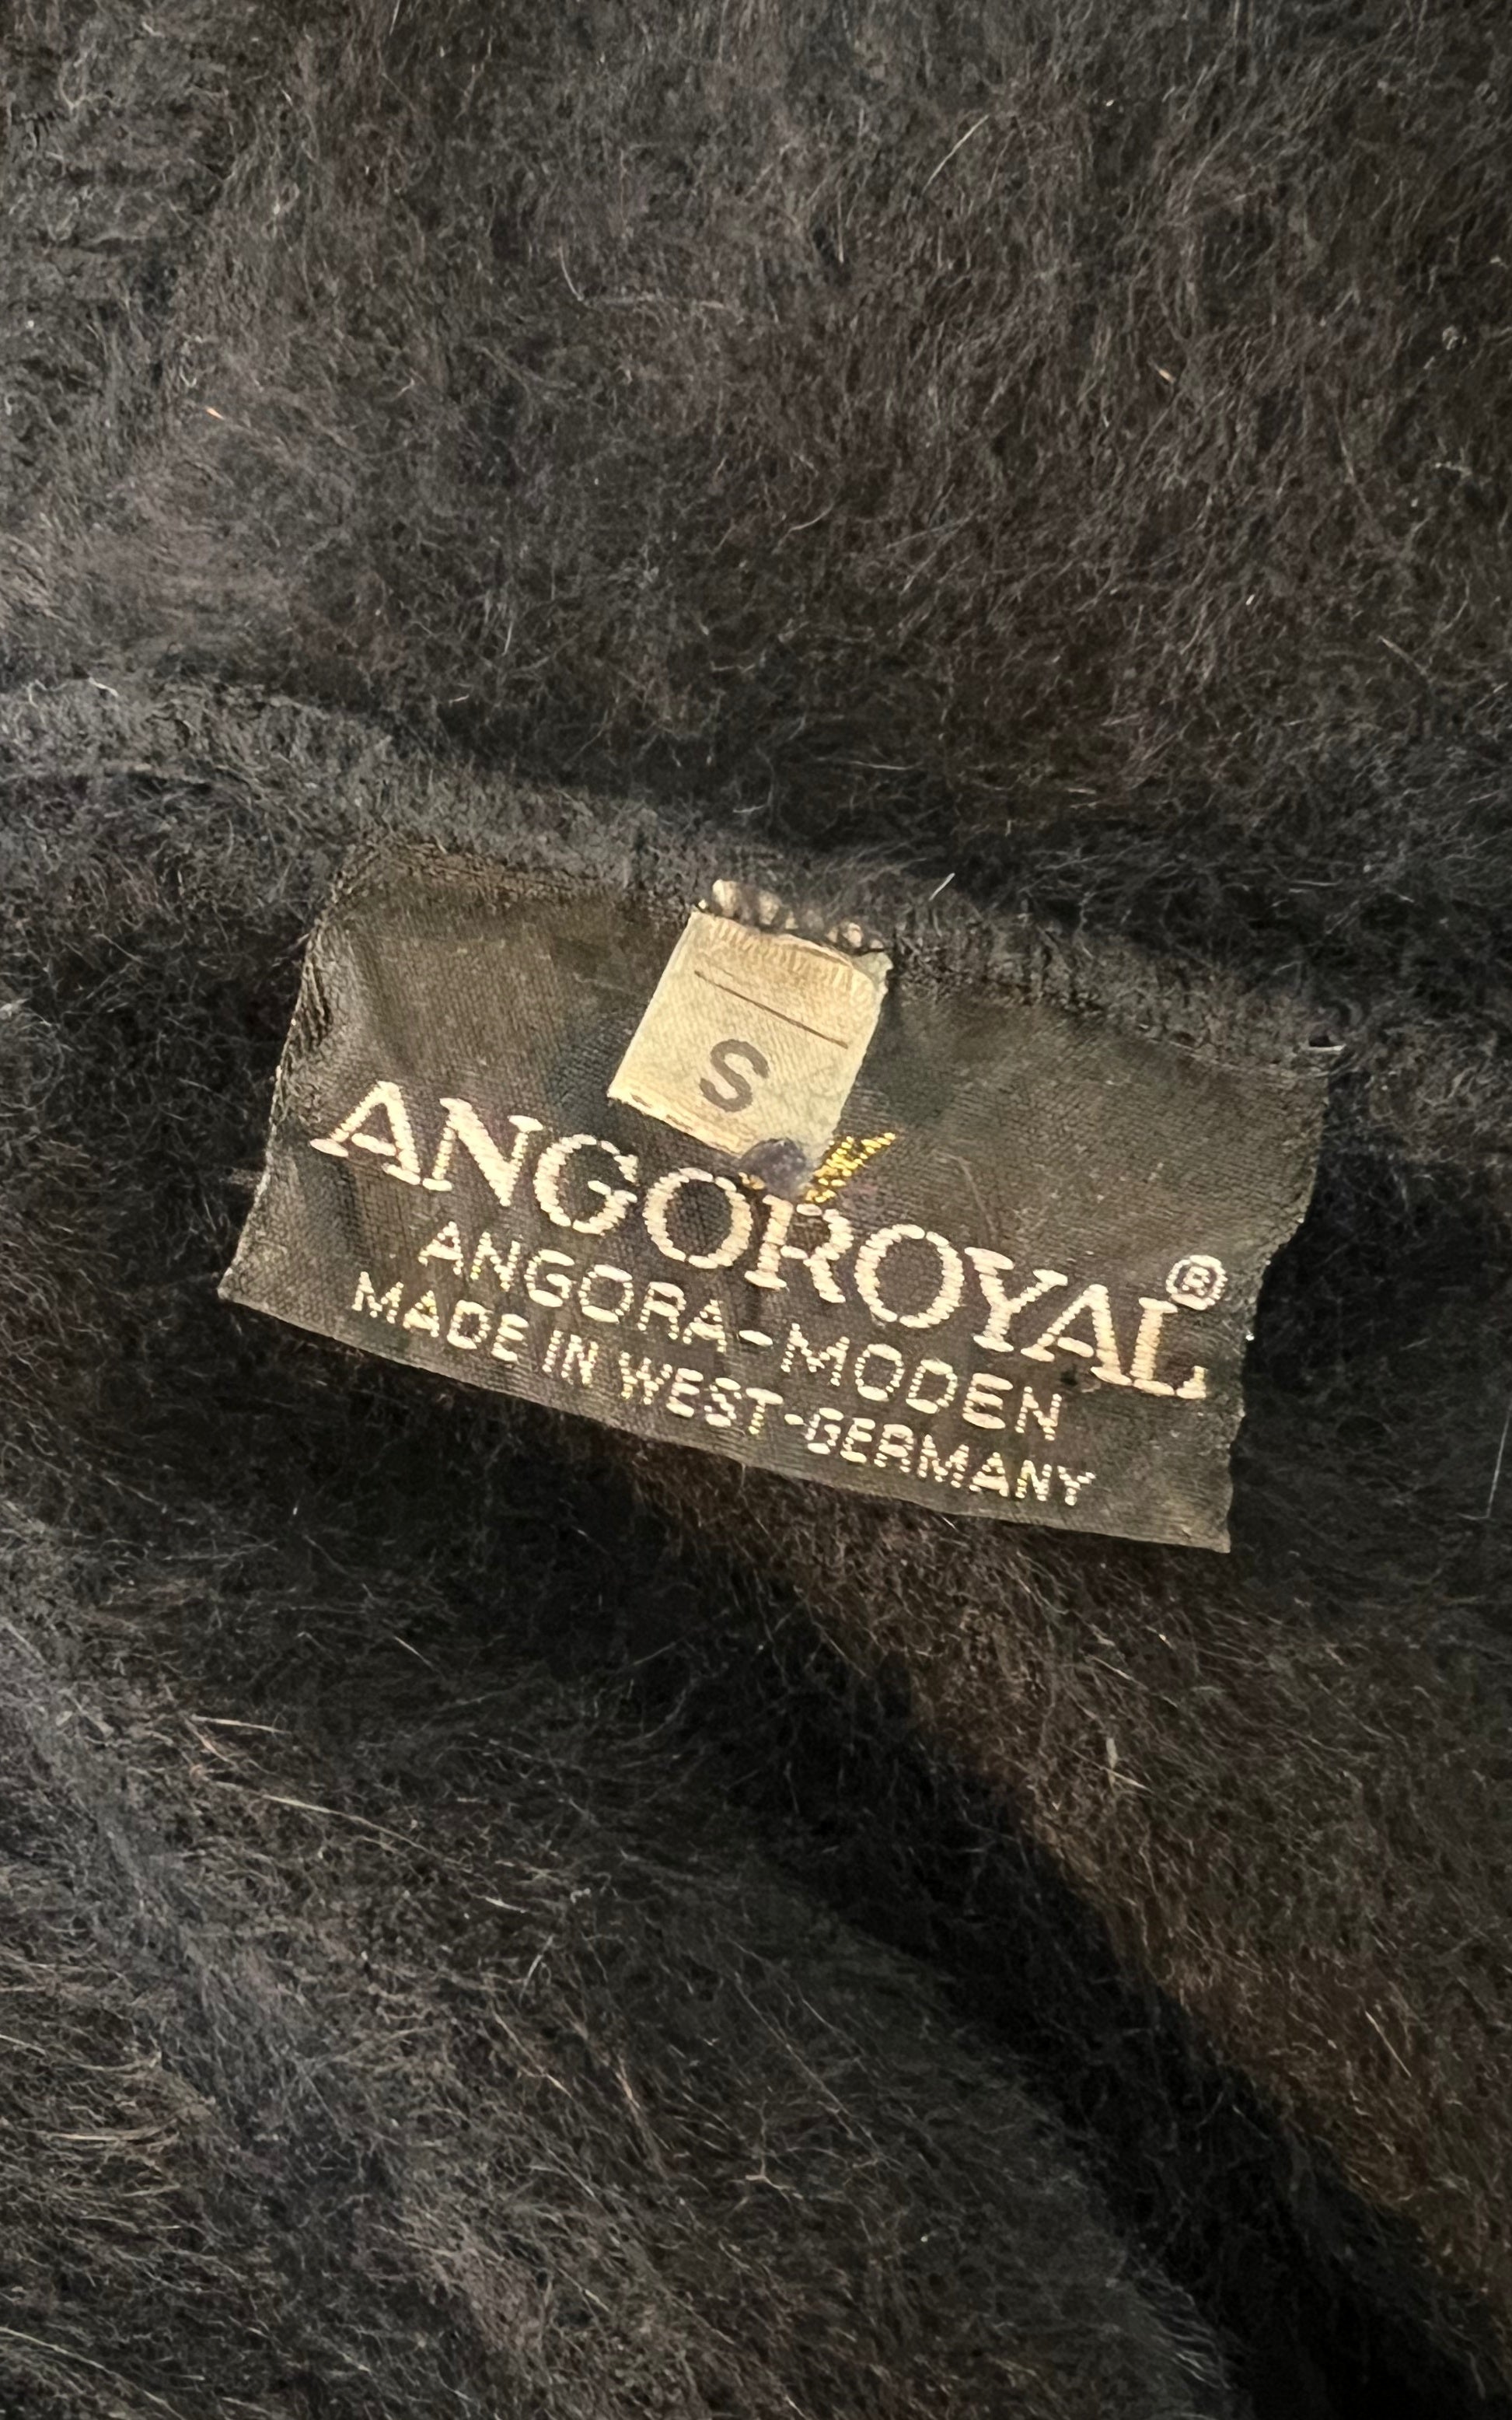 S
ANGOROYAL®
ANGORA-MODEN
MADE IN WEST-GERMANY